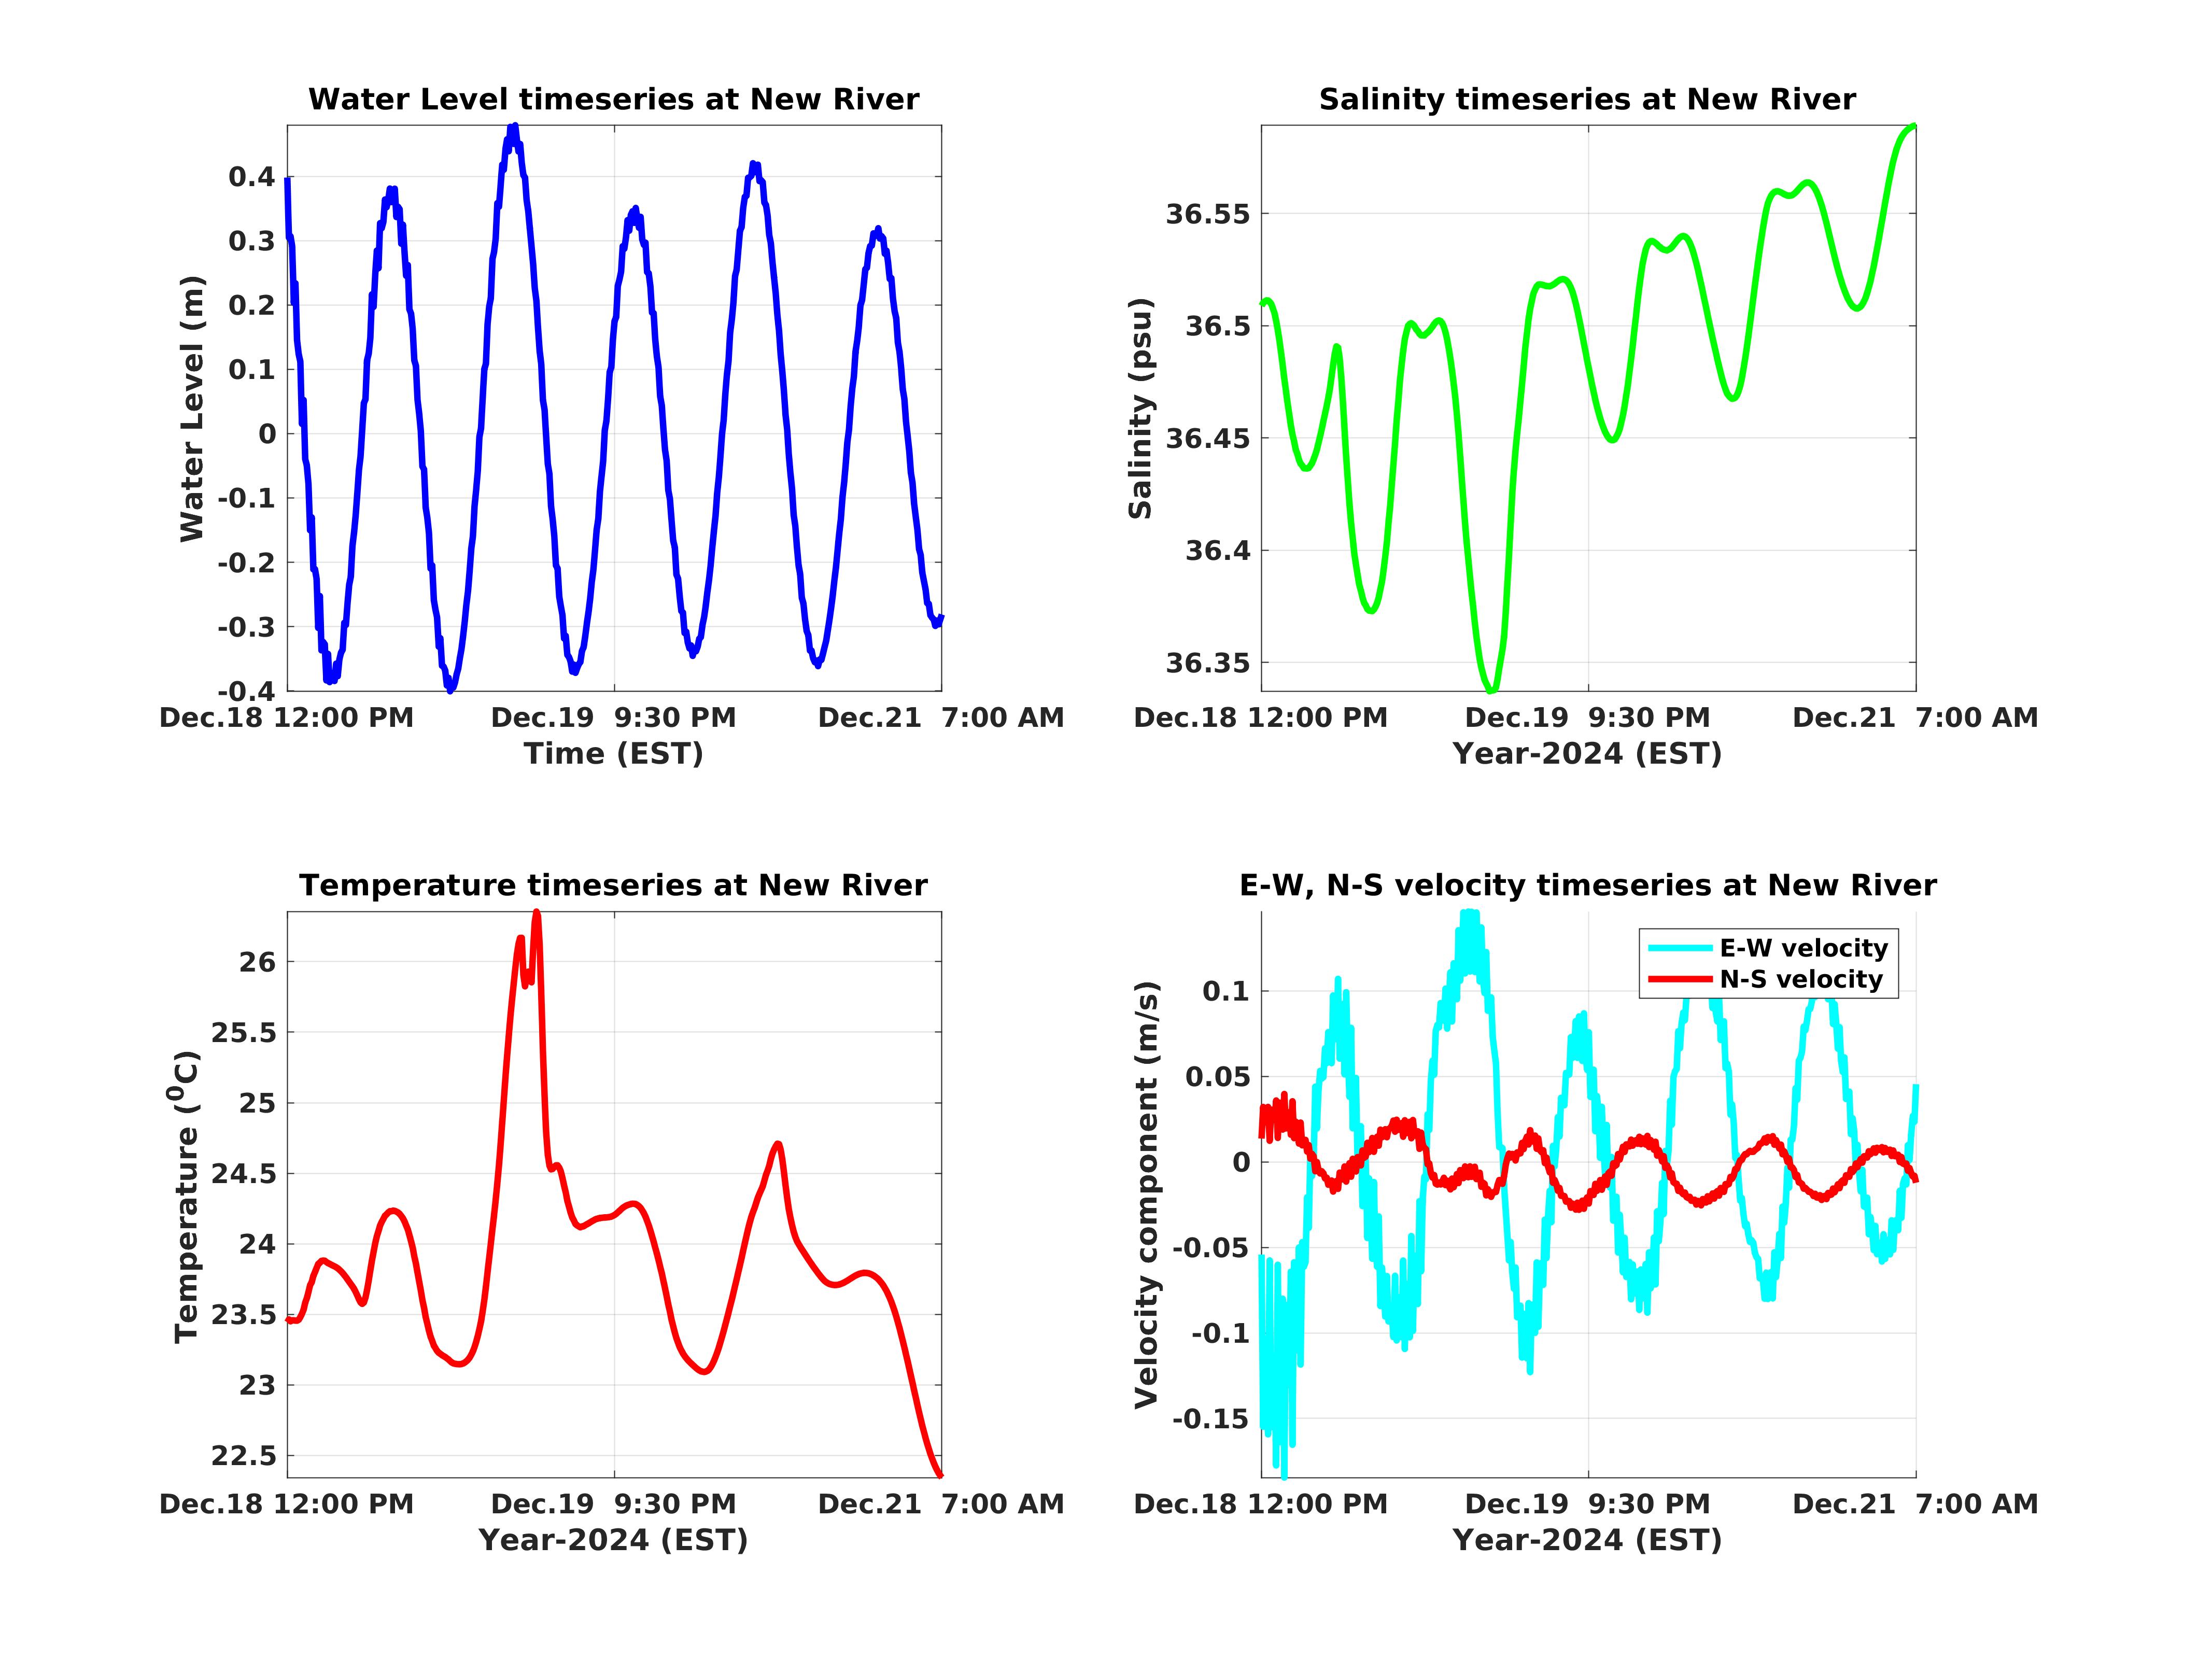 Water Level timeseries at New River
Water Level (m)
0.4
0.3
0.2
0.1
0
-0.1
-0.2
-0.3
-0.4
Dec.18 12:00 PM
Dec.19 9:30 PM
Dec.21 7:00 AM
Time (EST)
Salinity timeseries at New River
Salinity (psu)
36.55
36.5
36.45
36.4
36.35
Dec.18 12:00 PM
Dec.19 9:30 PM
Dec.21 7:00 AM
Year-2024 (EST)
Temperature timeseries at New River
Temperature (⁰C)
26
25.5
25
24.5
24
23.5
23
22.5
Dec.18 12:00 PM
Dec.19 9:30 PM
Dec.21 7:00 AM
Year-2024 (EST)
E-W, N-S velocity timeseries at New River
Velocity component (m/s)
0.1
0.05
0
-0.05
-0.1
-0.15
E-W velocity
N-S velocity
Dec.18 12:00 PM
Dec.19 9:30 PM
Dec.21 7:00 AM
Year-2024 (EST)